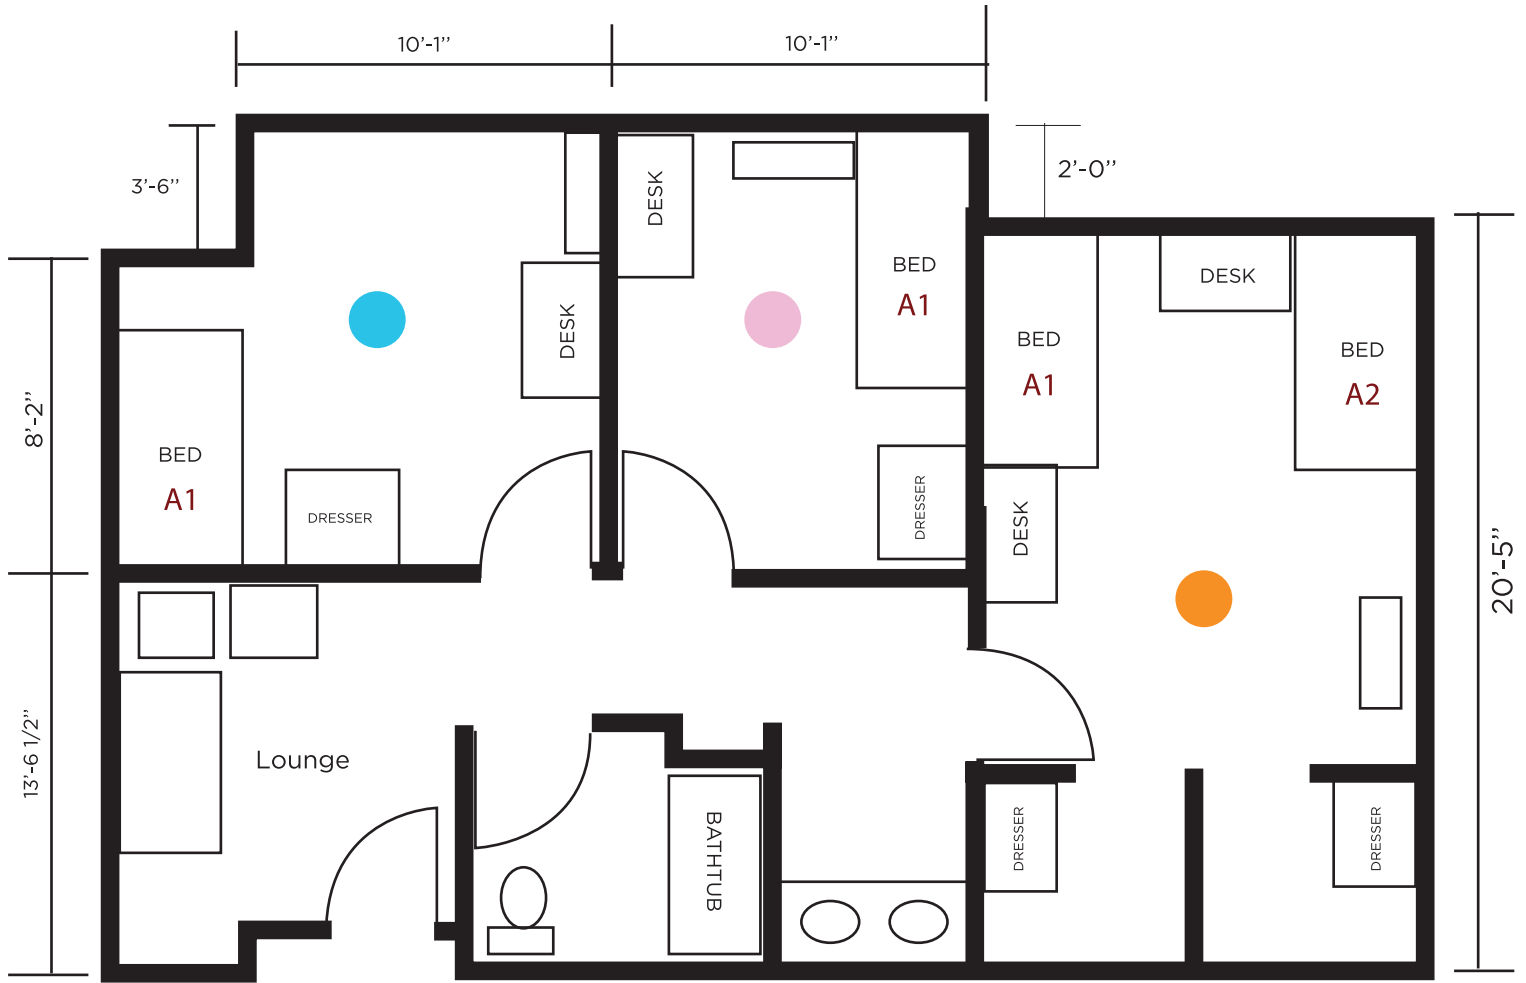 10'-1"
10'-1"
3'-6"
2'-0"
8'-2"
13'-6 1/2"
20'-5"
DESK
DESK
BED
A1
DRESSER
BED
A1
DRESSER
BED
A1
DESK
BED
A2
DESK
Lounge
BATHTUB
DRESSER
DRESSER